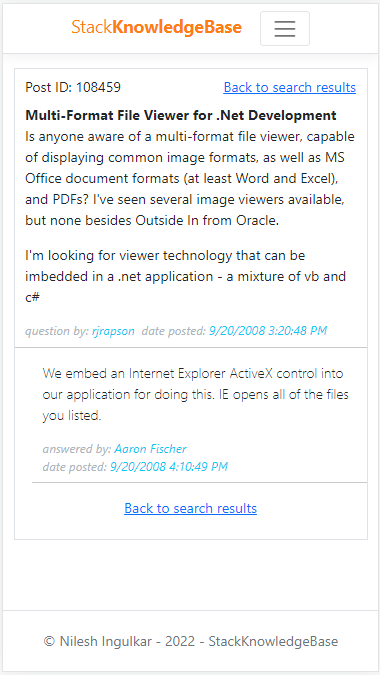 StackKnowledgeBase
Post ID: 108459 Back to search results
Multi-Format File Viewer for .Net Development
Is anyone aware of a multi-format file viewer, capable
of displaying common image formats, as well as MS
Office document formats (at least Word and Excel),
and PDFs? I've seen several image viewers available,
but none besides Outside In from Oracle.
I'm looking for viewer technology that can be
imbedded in a .net application - a mixture of vb and
c#
question by: rjrapson date posted: 9/20/2008 3:20:48 PM
We embed an Internet Explorer ActiveX control into
our application for doing this. IE opens all of the files
you listed.
answered by: Aaron Fischer
date posted: 9/20/2008 4:10:49 PM
Back to search results
© Nilesh Ingulkar - 2022 - StackKnowledgeBase